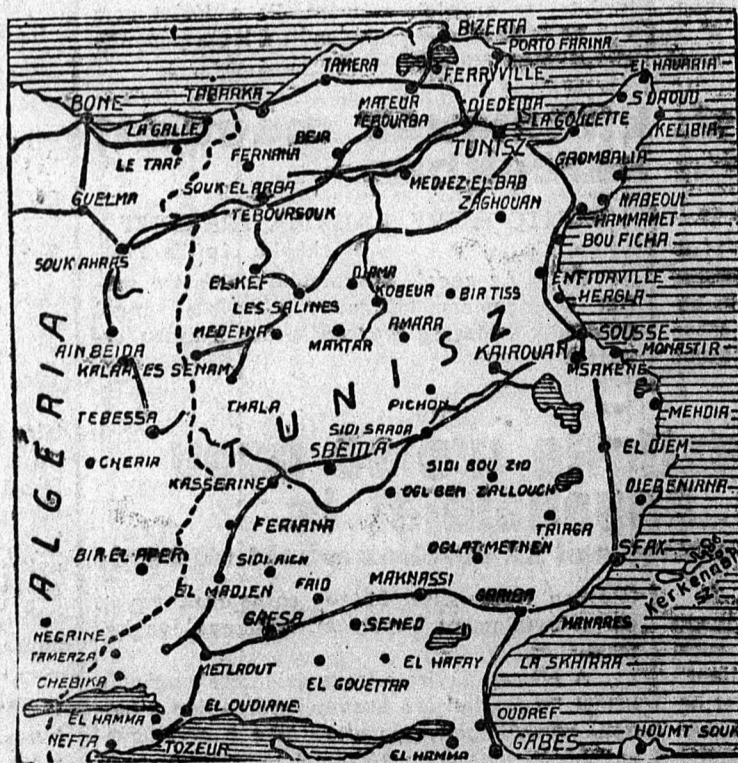 BIZERTA
PORTO FARINA
TAMERA
FERRYVILLE
EL HAUARIA
S DAOUD
BONE
TABARKA
MATEUR
DJEDEIDA
LA GALLE
TEBOURBA
LA GOULETTE
KELIBIA
BEJA
TUNISZ
LE TARF
FERNANA
GROMBALIA
MEDJEZ EL BAB
SOUK EL ARBA
GUELMA
ZAGHOUAN
NABEOUL
TEBOURSOUK
HAMMAMET
BOU FICHA
SOUK AHRAS
EL KEF
DJAMA
ENFIDAVILLE
LES SALINES
KOBEUR
BIR TISS
HERGLA
MEDEINA
MAKTAR
AMARA
SOUSSE
AIN BEIDA
KAIROUAN
MONASTIR
KALAA ES SENAM
MSAKENE
THALA
PICHON
MEHDIA
TEBESSA
SIDI SAADA
TUNISZ
ALGERIA
SBEITLA
EL DJEM
CHERIA
SIDI BOU ZID
KASSERINE
OGL BEM ZALLOUCH
DJEBENIANA
FERIANA
TRIAGA
OGLAT METNEN
SFAX
BIR EL APER
SIDI AICH
KerKennah
SZ.
EL MADJEN
FAID
MAKNASSI
GRAIBA
NEGRINE
GAFSA
SENED
MAHARES
TAMERZA
METLAOUT
EL HAFAY
LA SKHIRRA
CHEBIKA
EL GOUETTAR
EL OUDIANE
EL HAMMA
OUDREF
HOUMT SOUK
NEFTA
TOZEUR
EL HAMMA
GABES